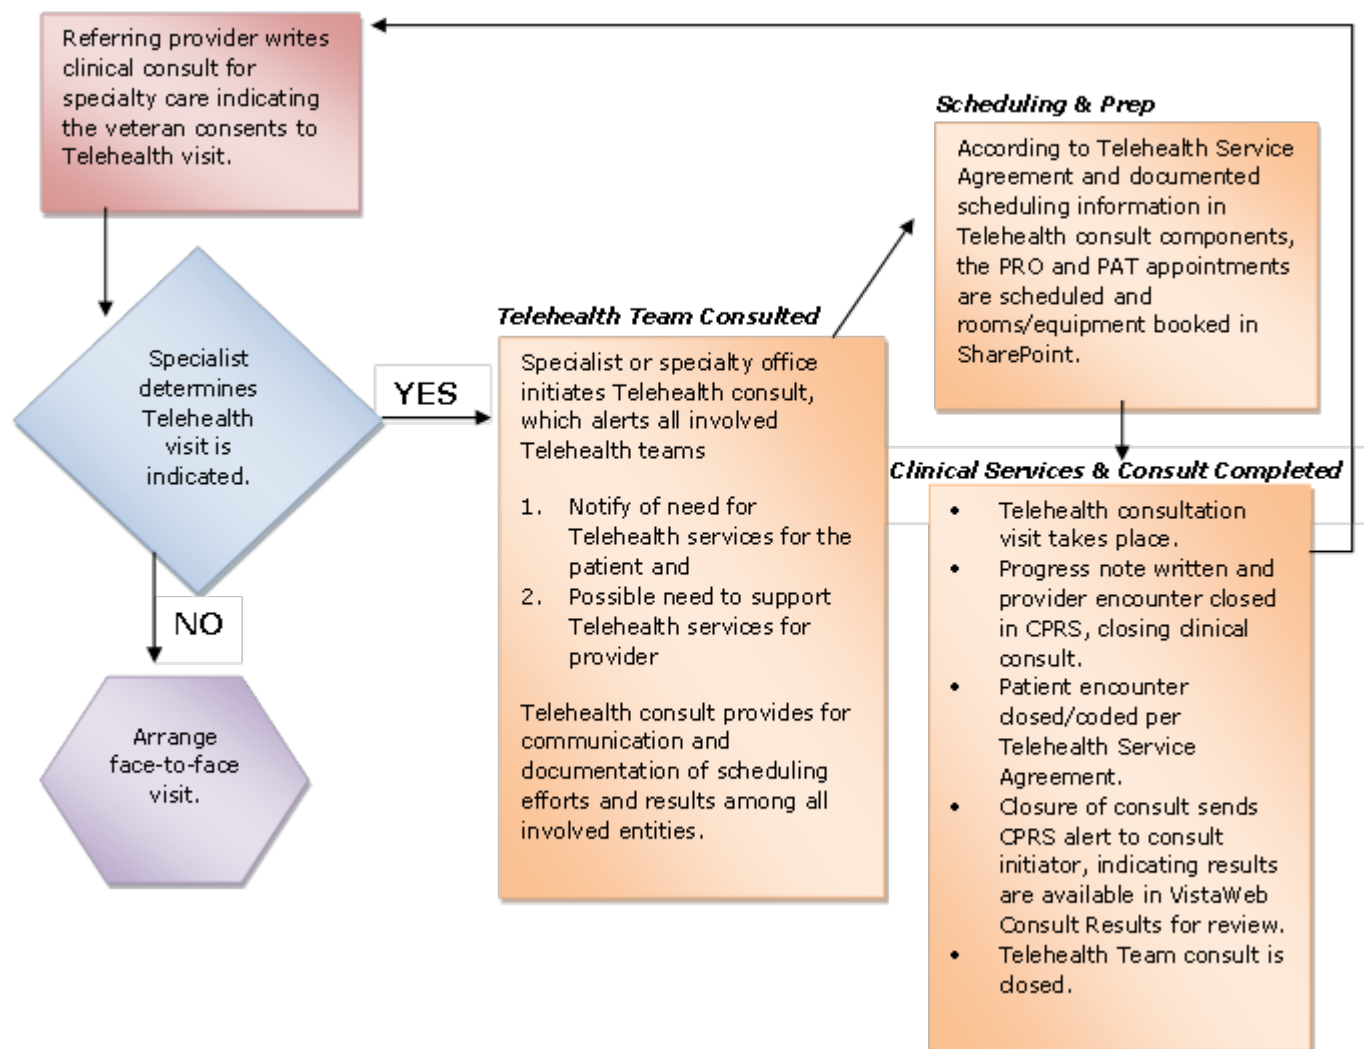 Referring provider writes
clinical consult for
specialty care indicating
the veteran consents to
Telehealth visit.
Specialist
determines
Telehealth
visit is
indicated.
YES
NO
Arrange
face-to-face
visit.
Telehealth Team Consulted
Specialist or specialty office
initiates Telehealth consult,
which alerts all involved
Telehealth teams
1. Notify of need for
Telehealth services for the
patient and
2. Possible need to support
Telehealth services for
provider
Telehealth consult provides for
communication and
documentation of scheduling
efforts and results among all
involved entities.
Scheduling & Prep
According to Telehealth Service
Agreement and documented
scheduling information in
Telehealth consult components,
the PRO and PAT appointments
are scheduled and
rooms/equipment booked in
SharePoint.
Clinical Services & Consult Completed
• Telehealth consultation
visit takes place.
• Progress note written and
provider encounter closed
in CPRS, closing clinical
consult.
• Patient encounter
closed/coded per
Telehealth Service
Agreement.
• Closure of consult sends
CPRS alert to consult
initiator, indicating results
are available in VistaWeb
Consult Results for review.
• Telehealth Team consult is
closed.